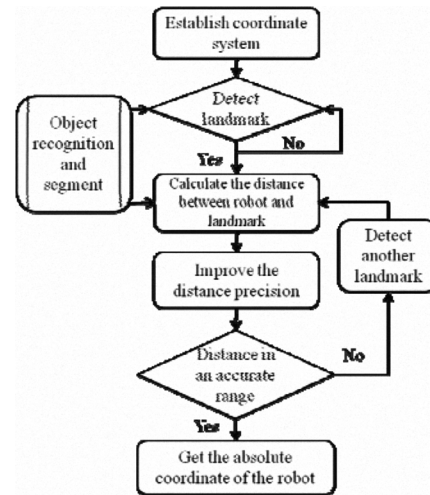 Establish coordinate
system
Detect
landmark
Object
recognition
and
segment
No
Yes
Calculate the distance
between robot and
landmark
Detect
another
landmark
Improve the
distance precision
Distance in
an accurate
range
No
Yes
Get the absolute
coordinate of the robot